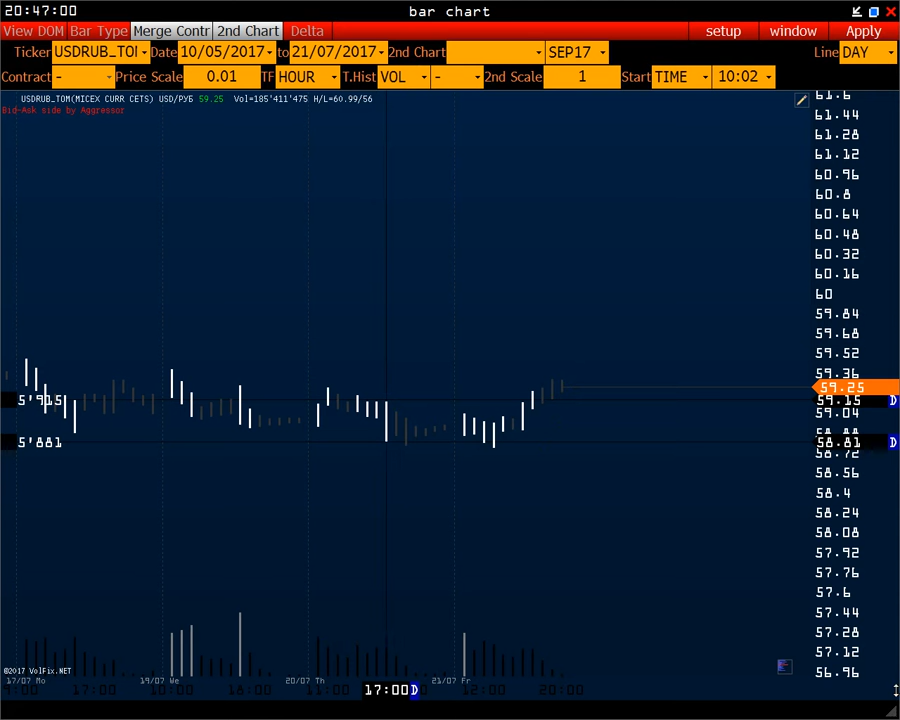 20:47:00 bar chart
View DOM Bar Type Merge Contr 2nd Chart Delta setup window Apply
Ticker USDRUB_TO Date 10/05/2017 to 21/07/2017 2nd Chart SEP17 Line DAY
Contract - Price Scale 0.01 TF HOUR T.Hist VOL - 2nd Scale 1 Start TIME 10:02
USDRUB_TOM(MICEX CURR CETS) USD/РУБ 59.25 Vol=185'411'475 H/L=60.99/56
Bid-Ask side by Aggressor
61.6
61.44
61.28
61.12
60.96
60.8
60.64
60.48
60.32
60.16
60
59.84
59.68
59.52
59.36
59.25
5'915 59.15 D
59.04
58.88
5'881 58.81 D
58.72
58.56
58.4
58.24
58.08
57.92
57.76
57.6
57.44
57.28
57.12
56.96
©2017 VolFix.NET
17/07 Mo 19/07 We 20/07 Th 21/07 Fr
9:00 17:00 10:00 18:00 11:00 17:00 D 12:00 20:00